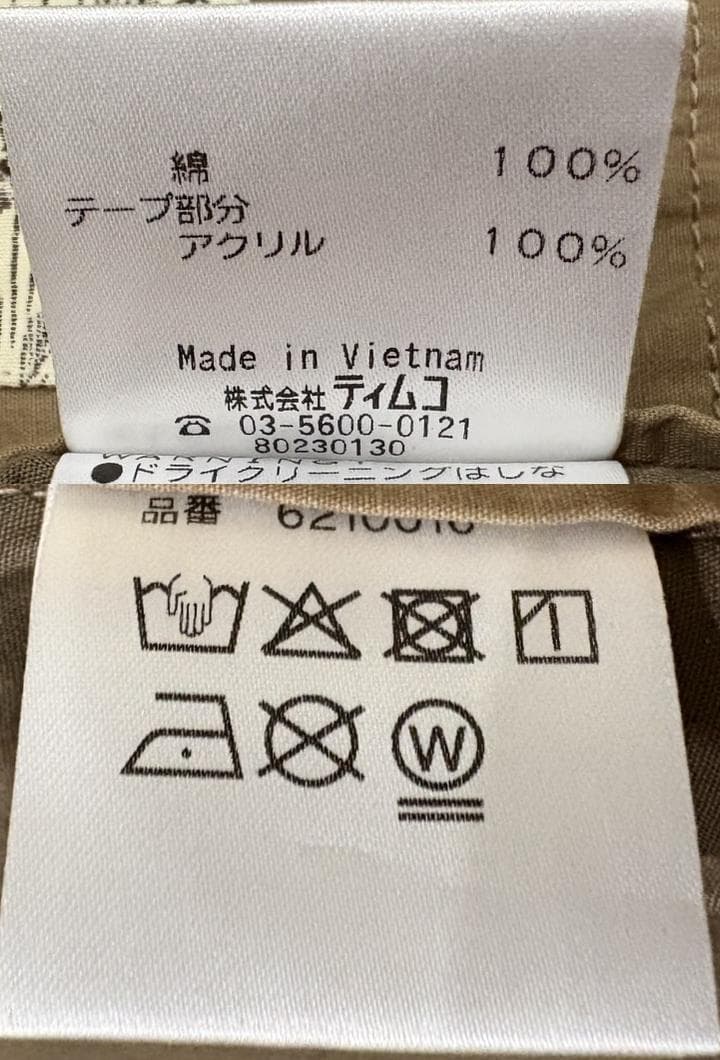 綿 100%
テープ部分
アクリル 100%
Made in Vietnam
株式会社ティムコ
☎ 03-5600-0121
80230130
●ドライクリーニングはしな
品番
W